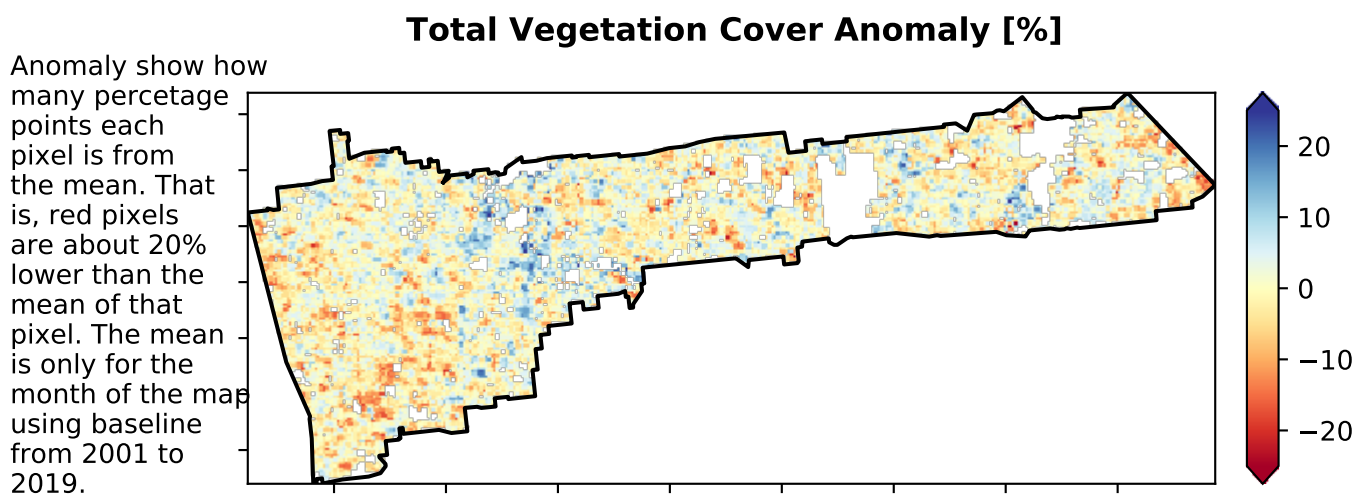 Total Vegetation Cover Anomaly [%]
Anomaly show how
many percetage
points each
pixel is from
the mean. That
is, red pixels
are about 20%
lower than the
mean of that
pixel. The mean
is only for the
month of the map
using baseline
from 2001 to
2019.
20
10
0
−10
−20